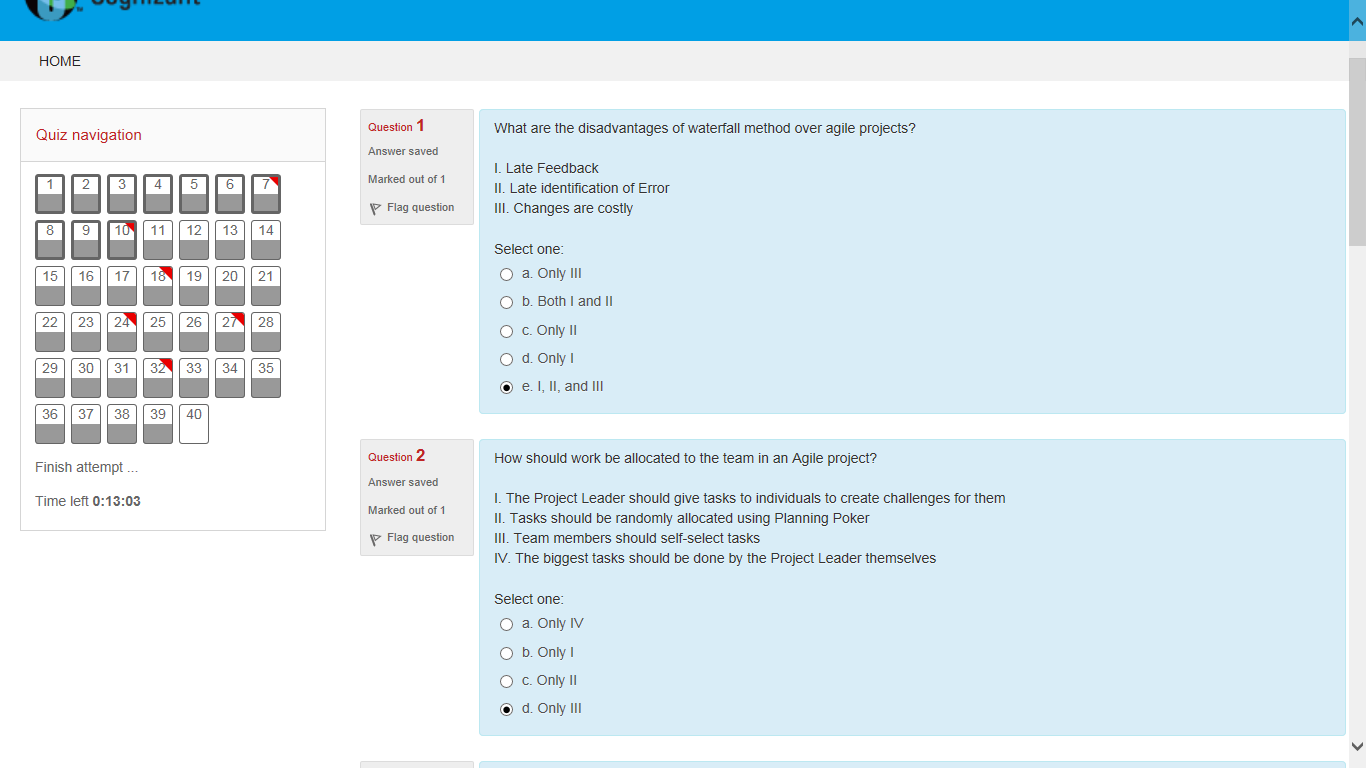 Cognizant
HOME
Quiz navigation
1 2 3 4 5 6 7
8 9 10 11 12 13 14
15 16 17 18 19 20 21
22 23 24 25 26 27 28
29 30 31 32 33 34 35
36 37 38 39 40
Finish attempt ...
Time left 0:13:03
Question 1
Answer saved
Marked out of 1
Flag question
What are the disadvantages of waterfall method over agile projects?
I. Late Feedback
II. Late identification of Error
III. Changes are costly
Select one:
a. Only III
b. Both I and II
c. Only II
d. Only I
e. I, II, and III
Question 2
Answer saved
Marked out of 1
Flag question
How should work be allocated to the team in an Agile project?
I. The Project Leader should give tasks to individuals to create challenges for them
II. Tasks should be randomly allocated using Planning Poker
III. Team members should self-select tasks
IV. The biggest tasks should be done by the Project Leader themselves
Select one:
a. Only IV
b. Only I
c. Only II
d. Only III